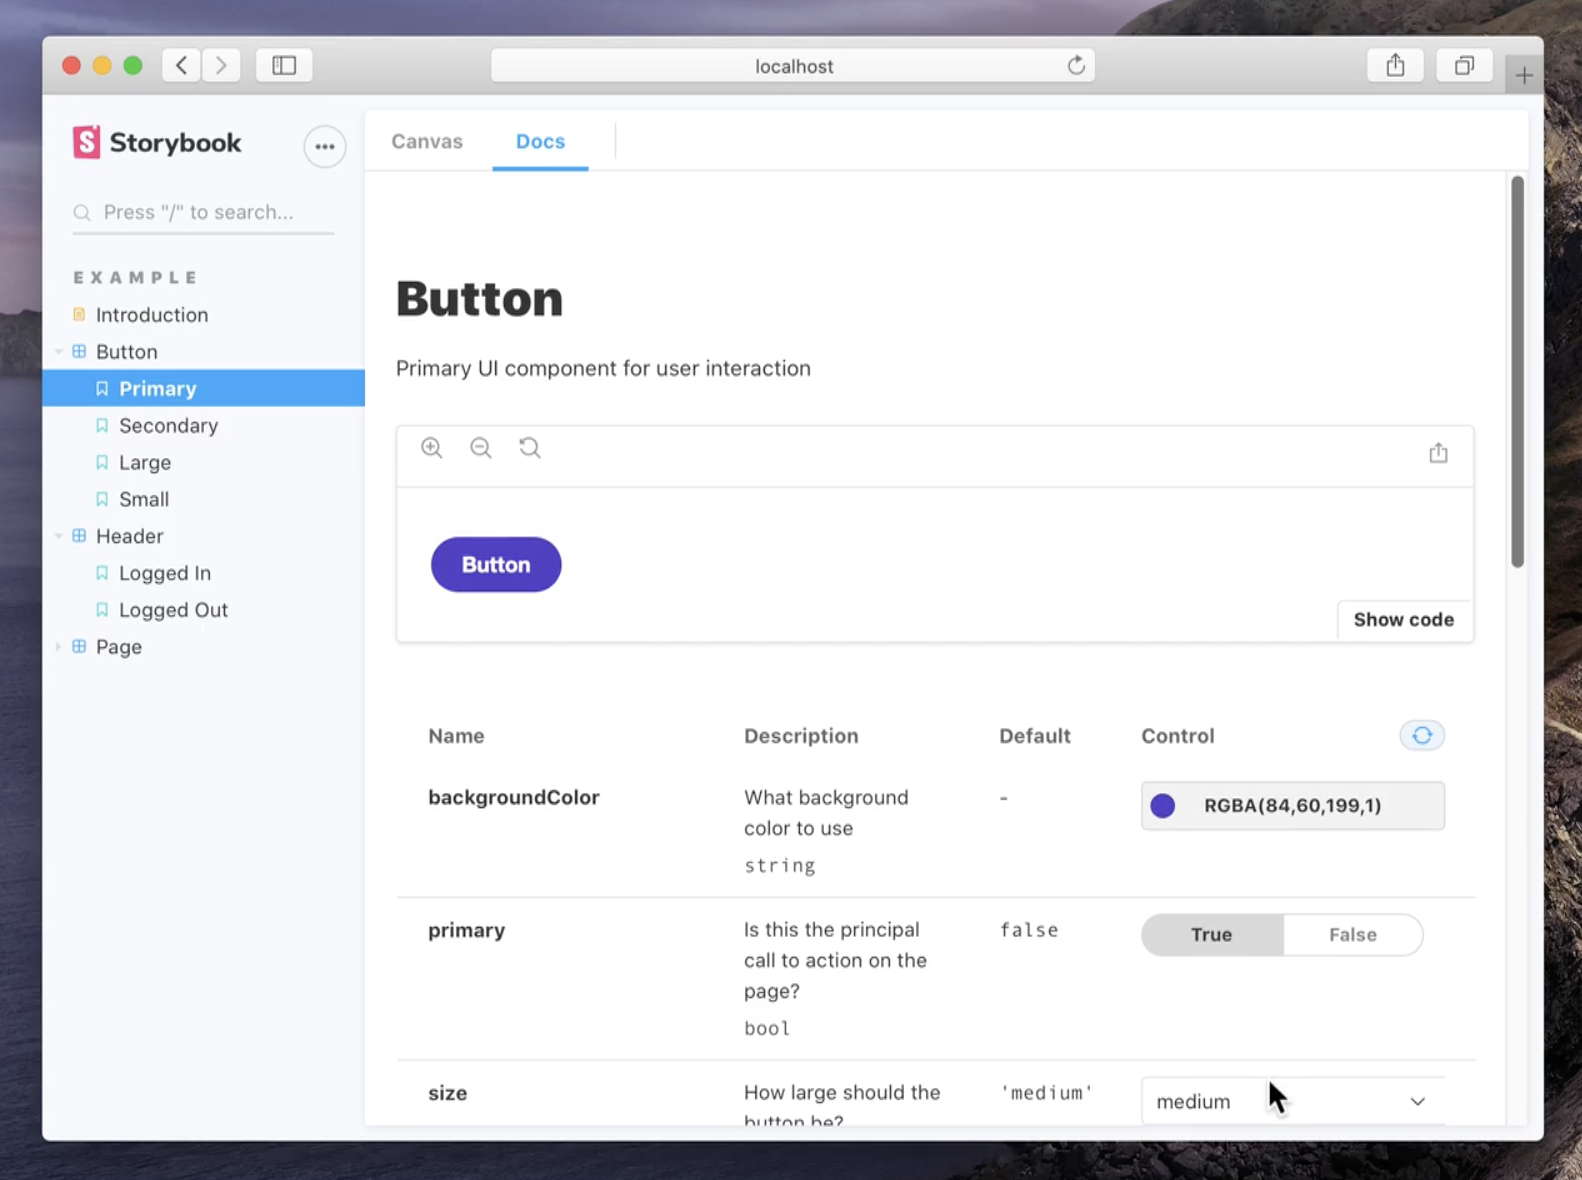 localhost
Storybook
Press "/" to search...
EXAMPLE
Introduction
Button
Primary
Secondary
Large
Small
Header
Logged In
Logged Out
Page
Canvas
Docs
Button
Primary UI component for user interaction
Button
Show code
Name
Description
Default
Control
backgroundColor
What background
color to use
string
-
RGBA(84,60,199,1)
primary
Is this the principal
call to action on the
page?
bool
false
True
False
size
How large should the
button be?
'medium'
medium